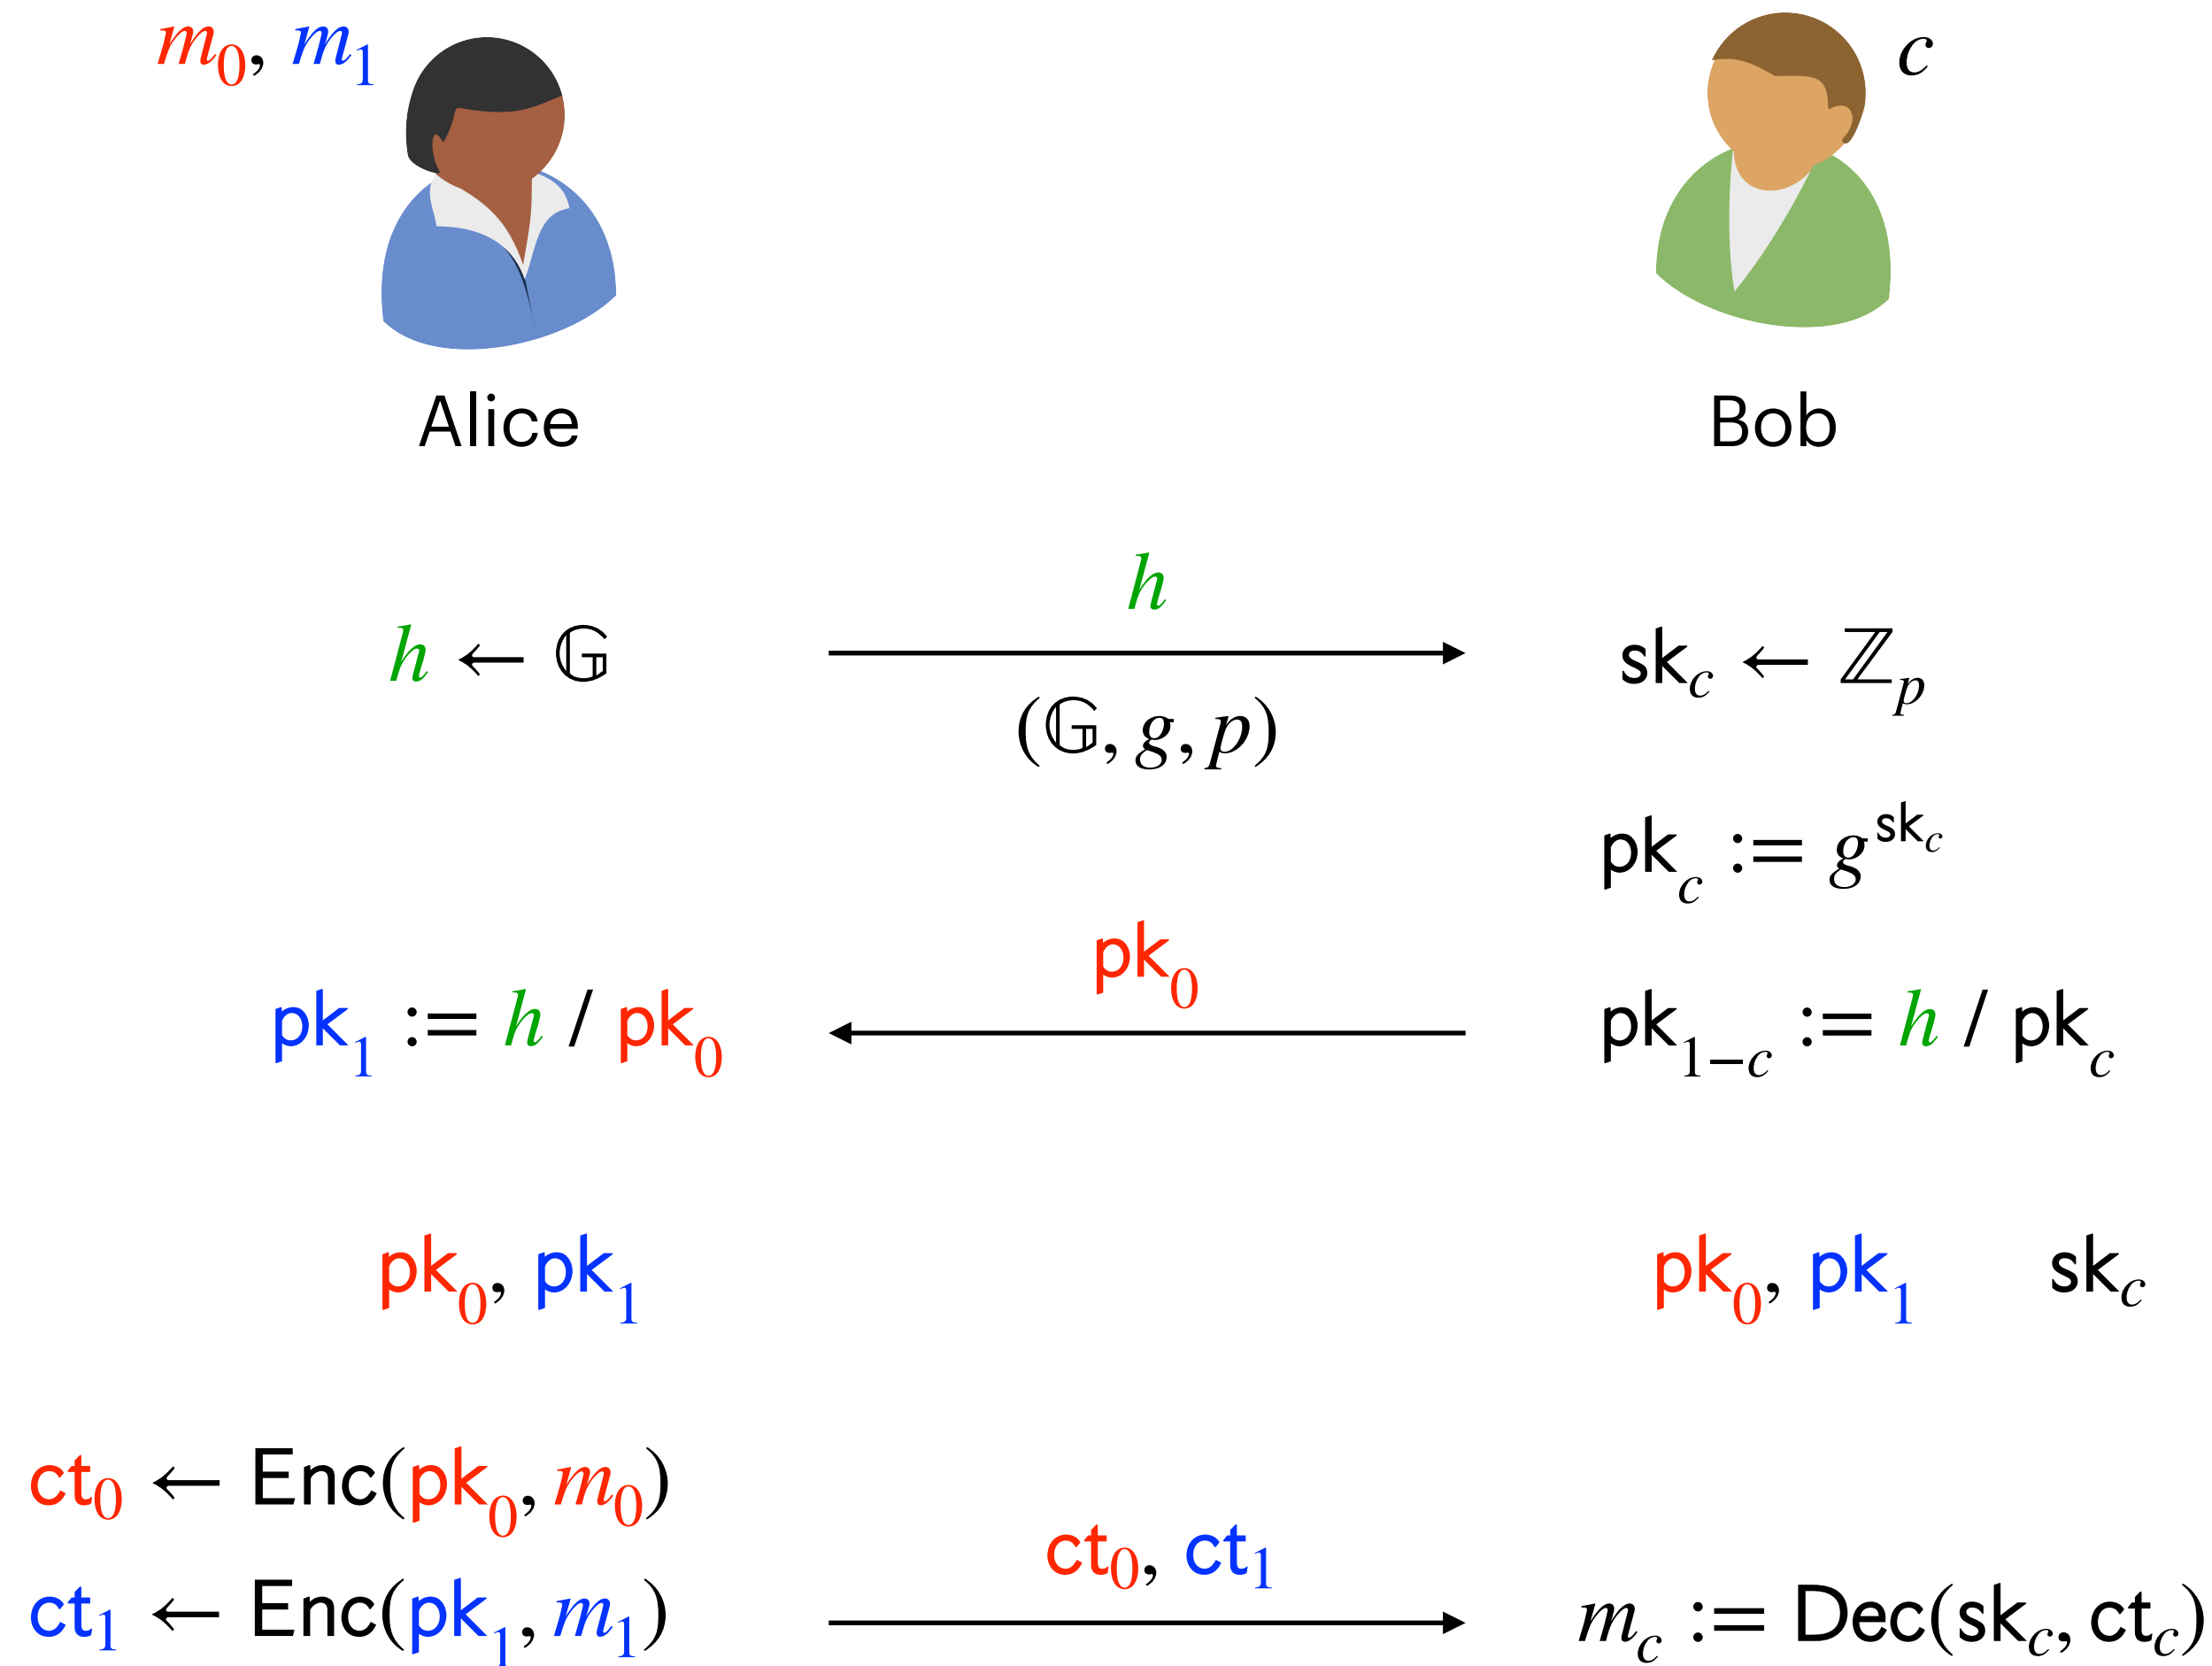 m₀, m₁
c
Alice
Bob
h
h ← 𝔾
sk_c ← ℤ_p
(𝔾, g, p)
pk_c := g^{sk_c}
pk₀
pk₁ := h / pk₀
pk_{1−c} := h / pk_c
pk₀, pk₁
pk₀, pk₁ sk_c
ct₀ ← Enc(pk₀, m₀)
ct₀, ct₁
ct₁ ← Enc(pk₁, m₁)
m_c := Dec(sk_c, ct_c)